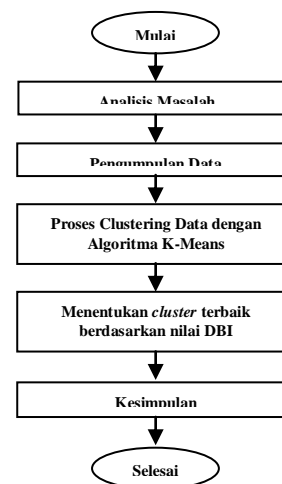 Mulai
Analisis Masalah
Pengumpulan Data
Proses Clustering Data dengan
Algoritma K-Means
Menentukan cluster terbaik
berdasarkan nilai DBI
Kesimpulan
Selesai